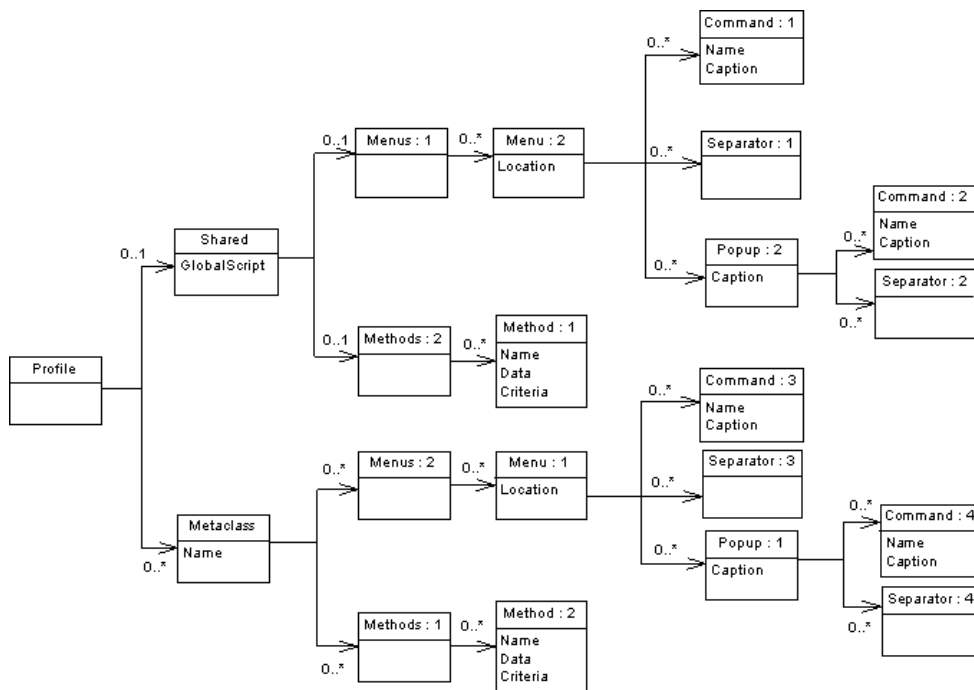 Command : 1
0..*
Name
Caption
0..1
Menus : 1
0..*
Menu : 2
Location
0..*
Separator : 1
Command : 2
Name
Caption
0..*
Shared
GlobalScript
0..1
0..*
Popup : 2
Caption
Separator : 2
0..*
0..1
Methods : 2
0..*
Method : 1
Name
Data
Criteria
Profile
Command : 3
Name
Caption
0..*
0..*
Menus : 2
0..*
Menu : 1
Location
0..*
Separator : 3
0..*
Command : 4
Name
Caption
Metaclass
Name
0..*
0..*
Popup : 1
Caption
Separator : 4
0..*
Methods : 1
0..*
0..*
Method : 2
Name
Data
Criteria